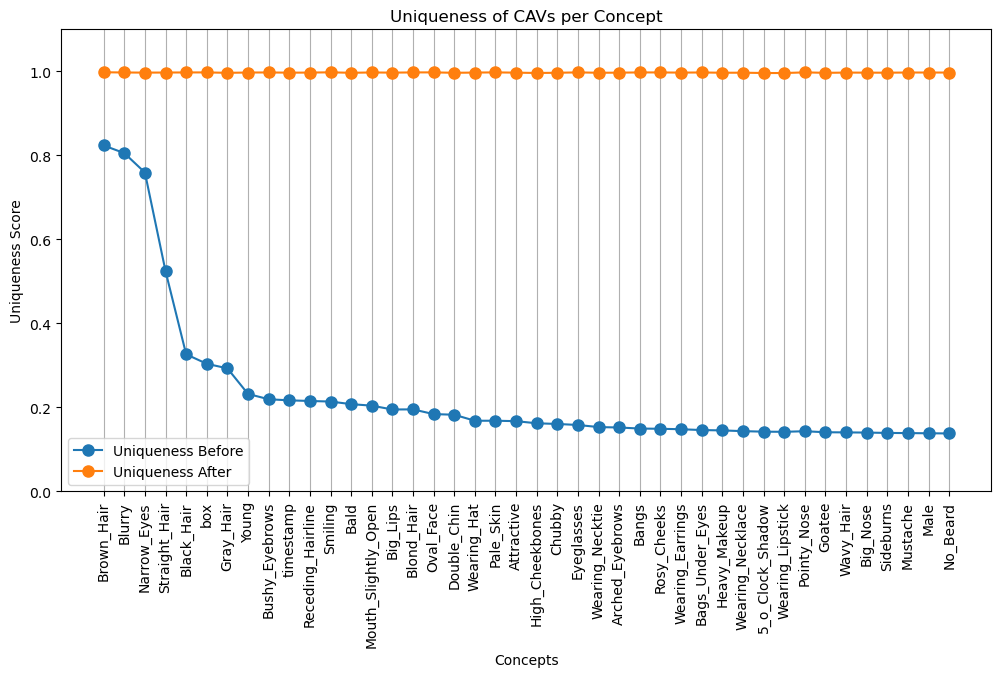 Uniqueness of CAVs per Concept
Uniqueness Score
1.0
0.8
0.6
0.4
0.2
0.0
Uniqueness Before
Uniqueness After
Brown_Hair
Blurry
Narrow_Eyes
Straight_Hair
Black_Hair
box
Gray_Hair
Young
Bushy_Eyebrows
timestamp
Receding_Hairline
Smiling
Bald
Mouth_Slightly_Open
Big_Lips
Blond_Hair
Oval_Face
Double_Chin
Wearing_Hat
Pale_Skin
Attractive
High_Cheekbones
Chubby
Eyeglasses
Wearing_Necktie
Arched_Eyebrows
Bangs
Rosy_Cheeks
Wearing_Earrings
Bags_Under_Eyes
Heavy_Makeup
Wearing_Necklace
5_o_Clock_Shadow
Wearing_Lipstick
Pointy_Nose
Goatee
Wavy_Hair
Big_Nose
Sideburns
Mustache
Male
No_Beard
Concepts